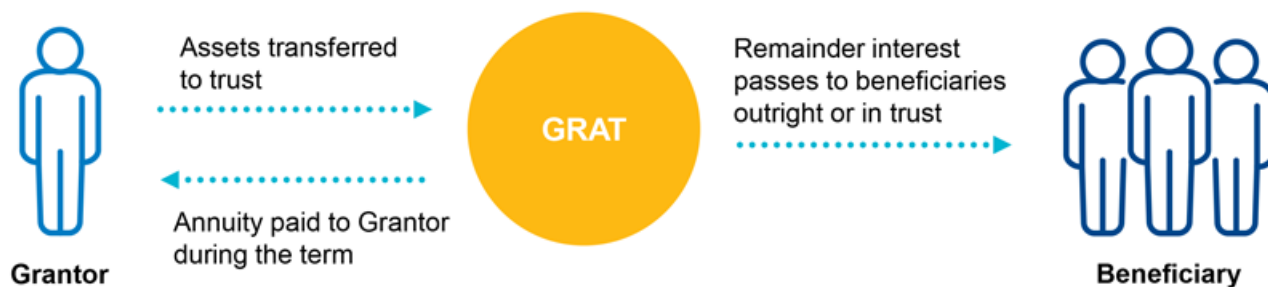 Assets transferred
to trust
Annuity paid to Grantor
during the term
Grantor
GRAT
Remainder interest
passes to beneficiaries
outright or in trust
Beneficiary